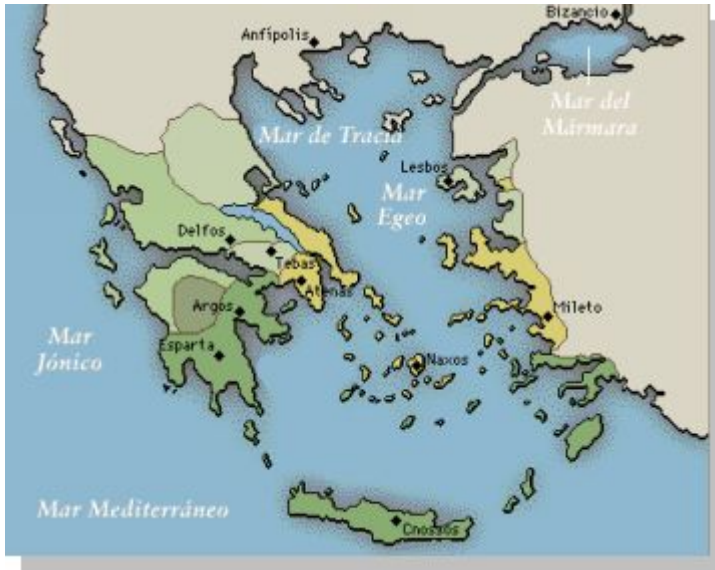 Bizancio
Anfípolis
Mar del
Mármara
Mar de Tracia
Lesbos
Mar
Egeo
Delfos
Tebas
Atenas
Argos
Mileto
Mar
Jónico
Esparta
Naxos
Mar Mediterráneo
Cnossos